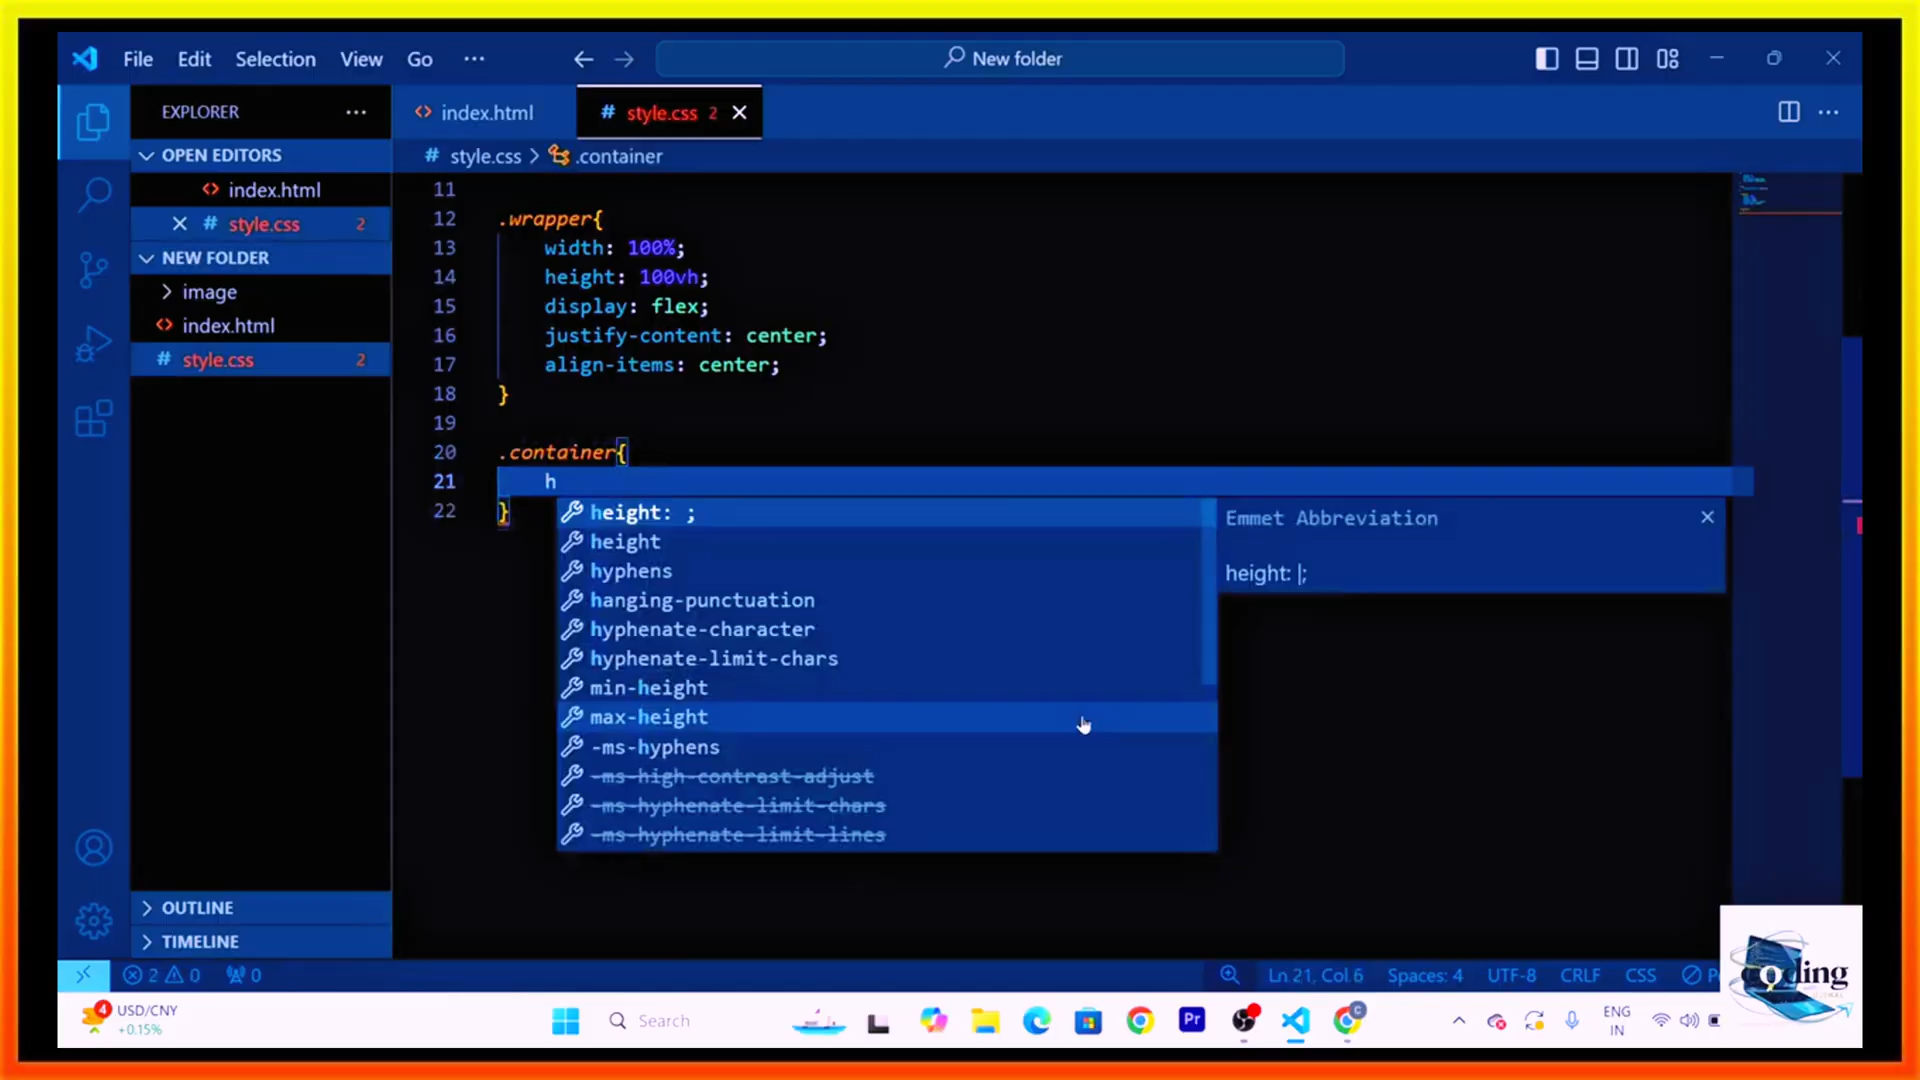 File Edit Selection View Go ··· New folder
EXPLORER ···
index.html
style.css 2
OPEN EDITORS
index.html
style.css 2
NEW FOLDER
image
index.html
style.css 2
OUTLINE
TIMELINE
style.css > .container
11
12 .wrapper{
13 width: 100%;
14 height: 100vh;
15 display: flex;
16 justify-content: center;
17 align-items: center;
18 }
19
20 .container{
21 h
22 }
height: ;
height
hyphens
hanging-punctuation
hyphenate-character
hyphenate-limit-chars
min-height
max-height
-ms-hyphens
-ms-high-contrast-adjust
-ms-hyphenate-limit-chars
-ms-hyphenate-limit-lines
Emmet Abbreviation
height: |;
2 0 0
Ln 21, Col 6 Spaces: 4 UTF-8 CRLF CSS
coding
4 USD/CNY
+0.15%
Search
Pr
C
ENG
IN